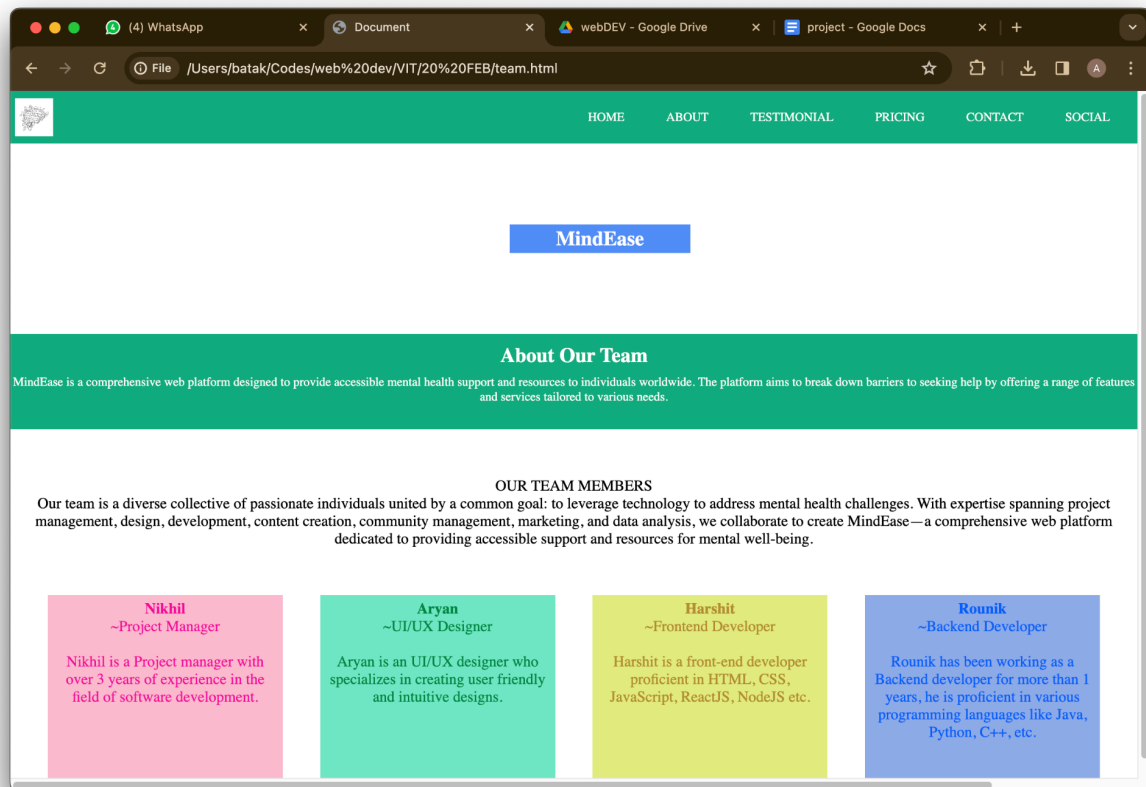 (4) WhatsApp
Document
webDEV - Google Drive
project - Google Docs
File /Users/batak/Codes/web%20dev/VIT/20%20FEB/team.html
A
HOME ABOUT TESTIMONIAL PRICING CONTACT SOCIAL
MindEase
About Our Team
MindEase is a comprehensive web platform designed to provide accessible mental health support and resources to individuals worldwide. The platform aims to break down barriers to seeking help by offering a range of features
and services tailored to various needs.
OUR TEAM MEMBERS
Our team is a diverse collective of passionate individuals united by a common goal: to leverage technology to address mental health challenges. With expertise spanning project
management, design, development, content creation, community management, marketing, and data analysis, we collaborate to create MindEase—a comprehensive web platform
dedicated to providing accessible support and resources for mental well-being.
Nikhil
~Project Manager
Nikhil is a Project manager with
over 3 years of experience in the
field of software development.
Aryan
~UI/UX Designer
Aryan is an UI/UX designer who
specializes in creating user friendly
and intuitive designs.
Harshit
~Frontend Developer
Harshit is a front-end developer
proficient in HTML, CSS,
JavaScript, ReactJS, NodeJS etc.
Rounik
~Backend Developer
Rounik has been working as a
Backend developer for more than 1
years, he is proficient in various
programming languages like Java,
Python, C++, etc.